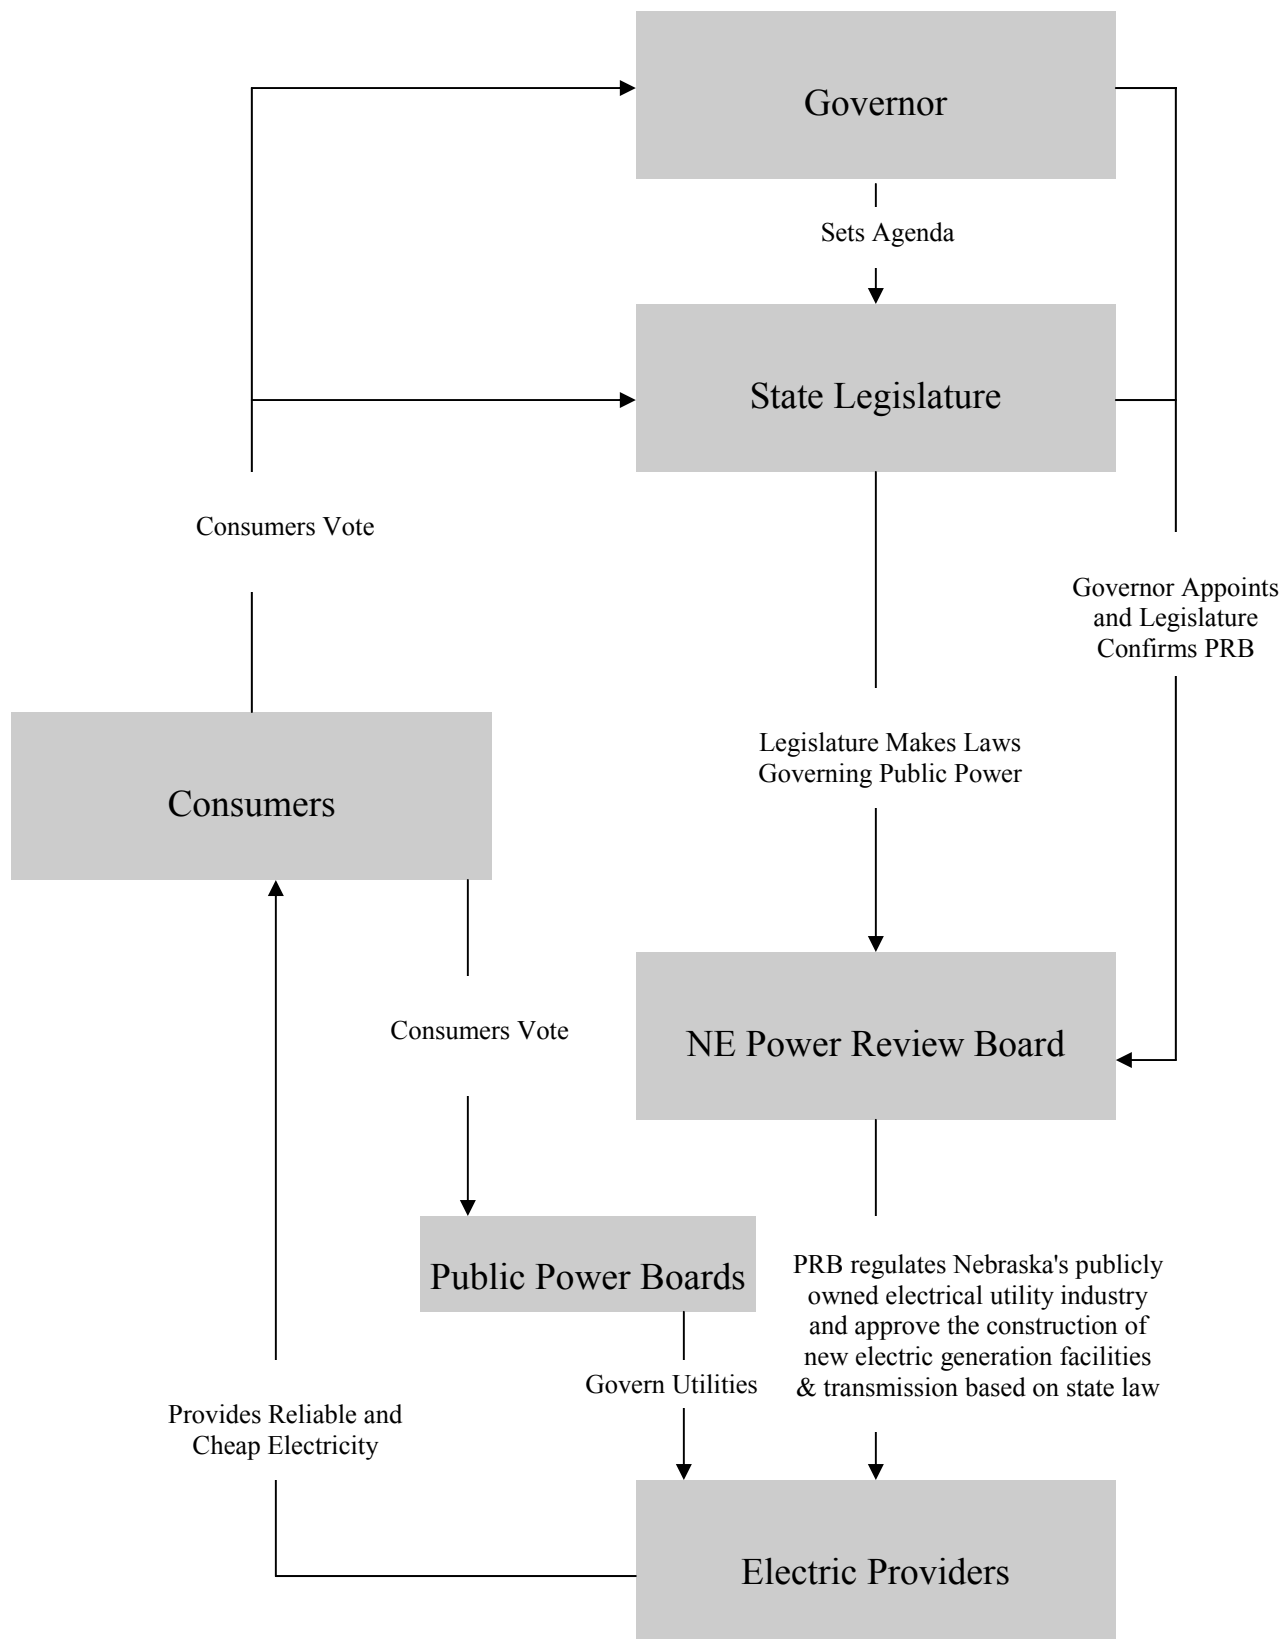 Governor
Sets Agenda
State Legislature
Consumers Vote
Governor Appoints
and Legislature
Confirms PRB
Legislature Makes Laws
Governing Public Power
Consumers
Consumers Vote
NE Power Review Board
Public Power Boards
PRB regulates Nebraska's publicly
owned electrical utility industry
and approve the construction of
new electric generation facilities
& transmission based on state law
Govern Utilities
Provides Reliable and
Cheap Electricity
Electric Providers